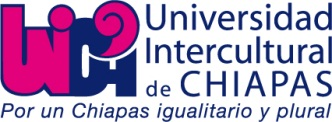 Universidad
Intercultural
de CHIAPAS
Por un Chiapas igualitario y plural